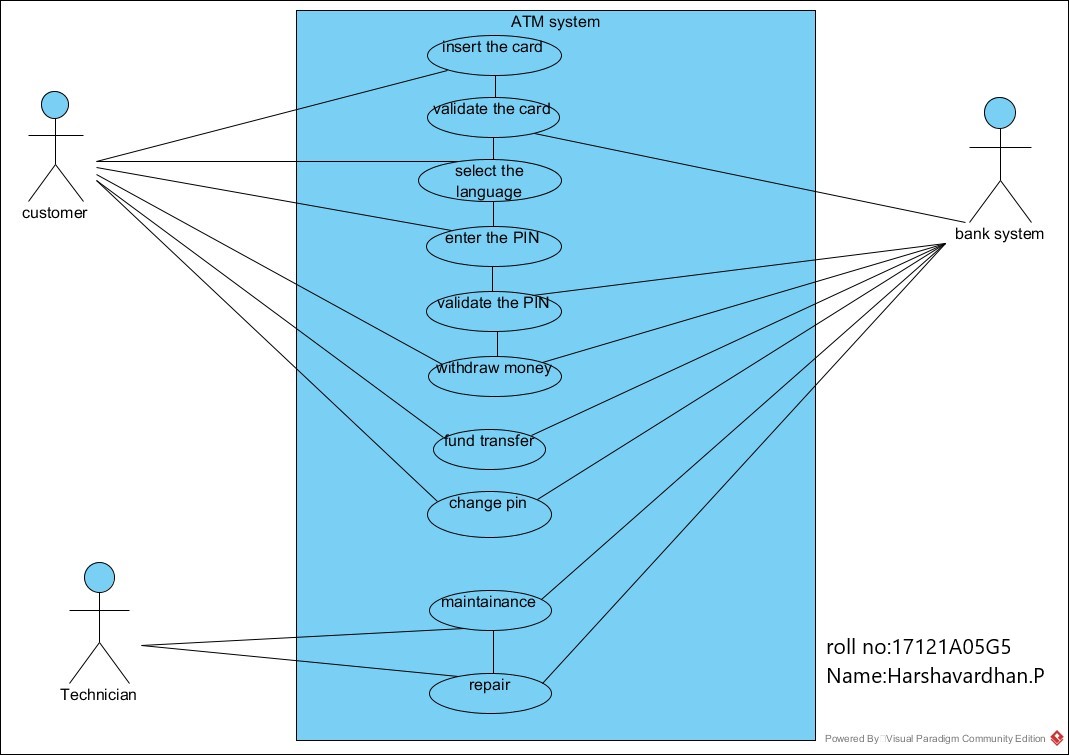 ATM system
insert the card
validate the card
select the
language
enter the PIN
validate the PIN
withdraw money
fund transfer
change pin
maintainance
repair
customer
bank system
Technician
roll no:17121A05G5
Name:Harshavardhan.P
Powered By Visual Paradigm Community Edition